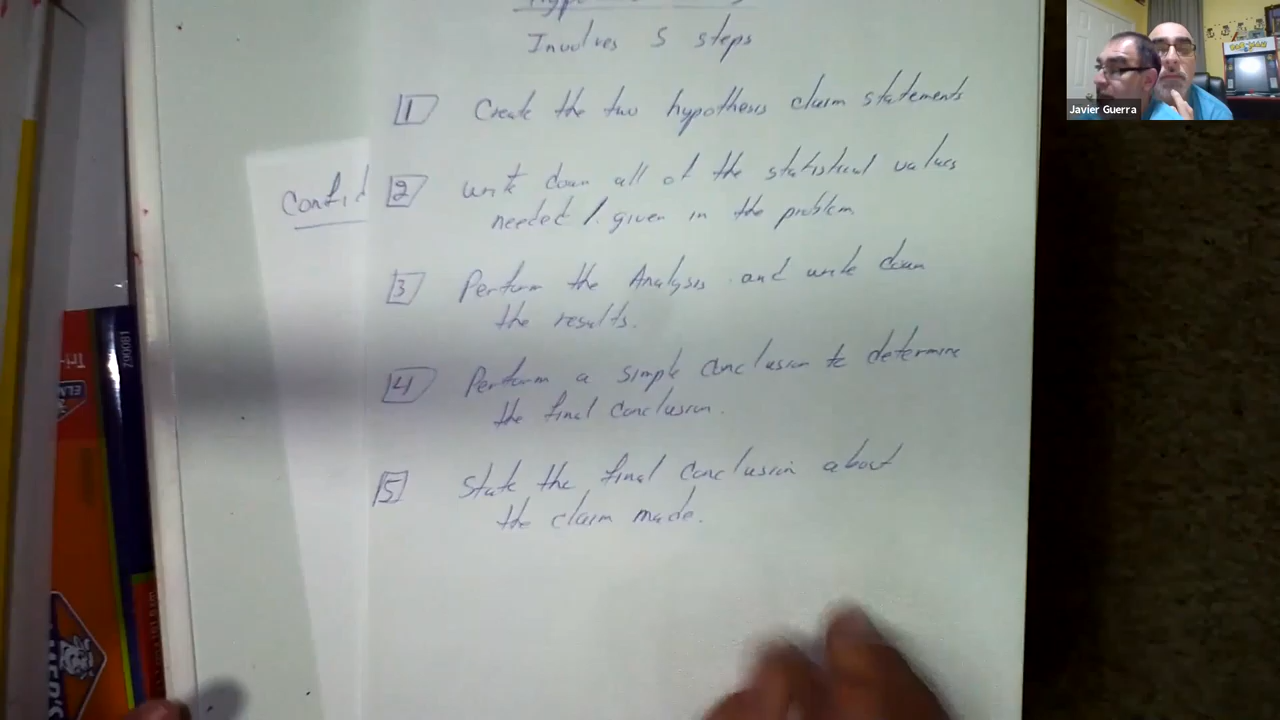 Involves 5 steps
1 Create the two hypothesis claim statements
2 write down all of the statistical values
needed / given in the problem
3 Perform the Analysis and write down
the results.
4 Perform a simple conclusion to determine
the final conclusion.
5 State the final conclusion about
the claim made.
Confid
Javier Guerra
290081